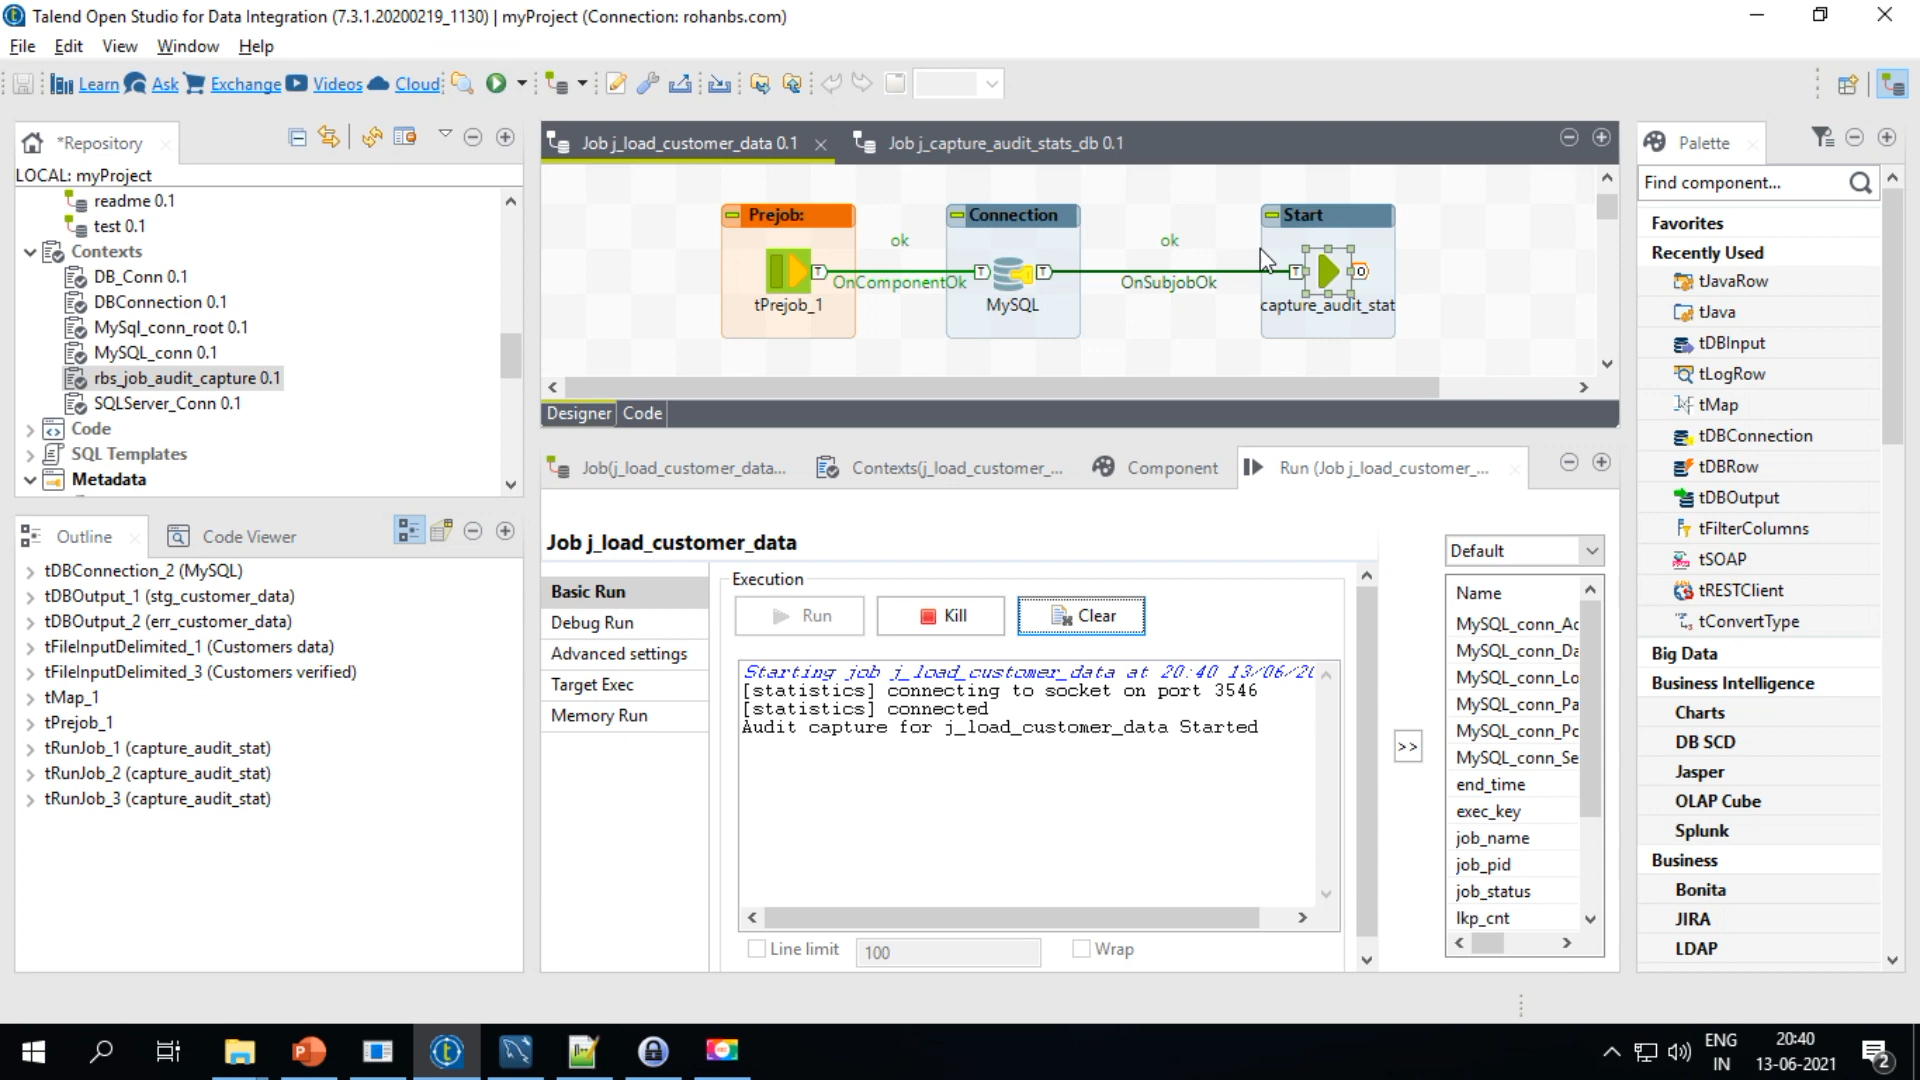 Talend Open Studio for Data Integration (7.3.1.20200219_1130) | myProject (Connection: rohanbs.com)
File Edit View Window Help
Learn Ask Exchange Videos Cloud
*Repository
LOCAL: myProject
readme 0.1
test 0.1
Contexts
DB_Conn 0.1
DBConnection 0.1
MySql_conn_root 0.1
MySQL_conn 0.1
rbs_job_audit_capture 0.1
SQLServer_Conn 0.1
Code
SQL Templates
Metadata
Outline Code Viewer
tDBConnection_2 (MySQL)
tDBOutput_1 (stg_customer_data)
tDBOutput_2 (err_customer_data)
tFileInputDelimited_1 (Customers data)
tFileInputDelimited_3 (Customers verified)
tMap_1
tPrejob_1
tRunJob_1 (capture_audit_stat)
tRunJob_2 (capture_audit_stat)
tRunJob_3 (capture_audit_stat)
Job j_load_customer_data 0.1 Job j_capture_audit_stats_db 0.1
Prejob: Connection Start
ok ok
T T T T O
OnComponentOk OnSubjobOk
tPrejob_1 MySQL capture_audit_stat
Designer Code
Job(j_load_customer_data... Contexts(j_load_customer_... Component Run (Job j_load_customer_...
Job j_load_customer_data
Basic Run
Debug Run
Advanced settings
Target Exec
Memory Run
Execution
Run Kill Clear
Starting job j_load_customer_data at 20:40 13/06/20
[statistics] connecting to socket on port 3546
[statistics] connected
Audit capture for j_load_customer_data Started
Line limit 100 Wrap
>>
Default
Name
MySQL_conn_Ac
MySQL_conn_Da
MySQL_conn_Lo
MySQL_conn_Pa
MySQL_conn_Pc
MySQL_conn_Se
end_time
exec_key
job_name
job_pid
job_status
lkp_cnt
Palette
Find component...
Favorites
Recently Used
tJavaRow
tJava
tDBInput
tLogRow
tMap
tDBConnection
tDBRow
tDBOutput
tFilterColumns
tSOAP
tRESTClient
tConvertType
Big Data
Business Intelligence
Charts
DB SCD
Jasper
OLAP Cube
Splunk
Business
Bonita
JIRA
LDAP
ENG
IN
20:40
13-06-2021
2